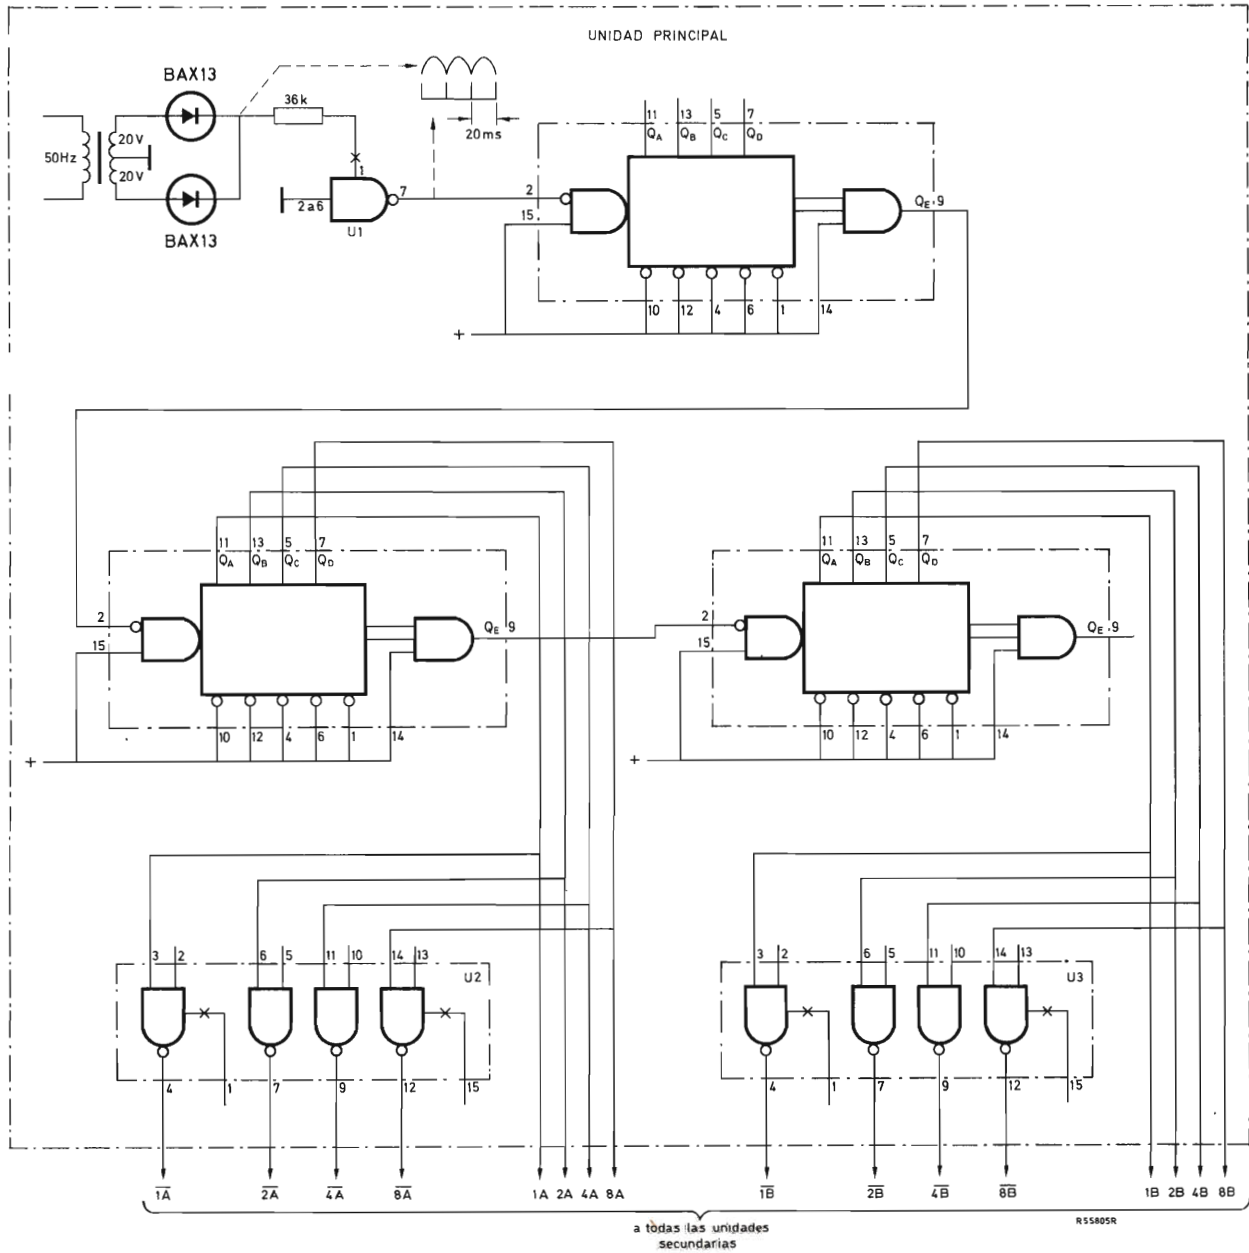 UNIDAD PRINCIPAL
BAX13
36k
20ms
50Hz
20V
20V
BAX13
1
2a6
7
U1
11 13 5 7
QA QB QC QD
2
15
QE 9
10 12 4 6 1 14
+
11 13 5 7
QA QB QC QD
2
15
QE 9
10 12 4 6 1 14
+
11 13 5 7
QA QB QC QD
2
15
QE 9
10 12 4 6 1 14
+
3 2 6 5 11 10 14 13
U2
4 1 7 9 12 15
3 2 6 5 11 10 14 13
U3
4 1 7 9 12 15
1A̅ 2A̅ 4A̅ 8A̅ 1A 2A 4A 8A 1B̅ 2B̅ 4B̅ 8B̅ 1B 2B 4B 8B
a todas las unidades
secundarias
RSS805R